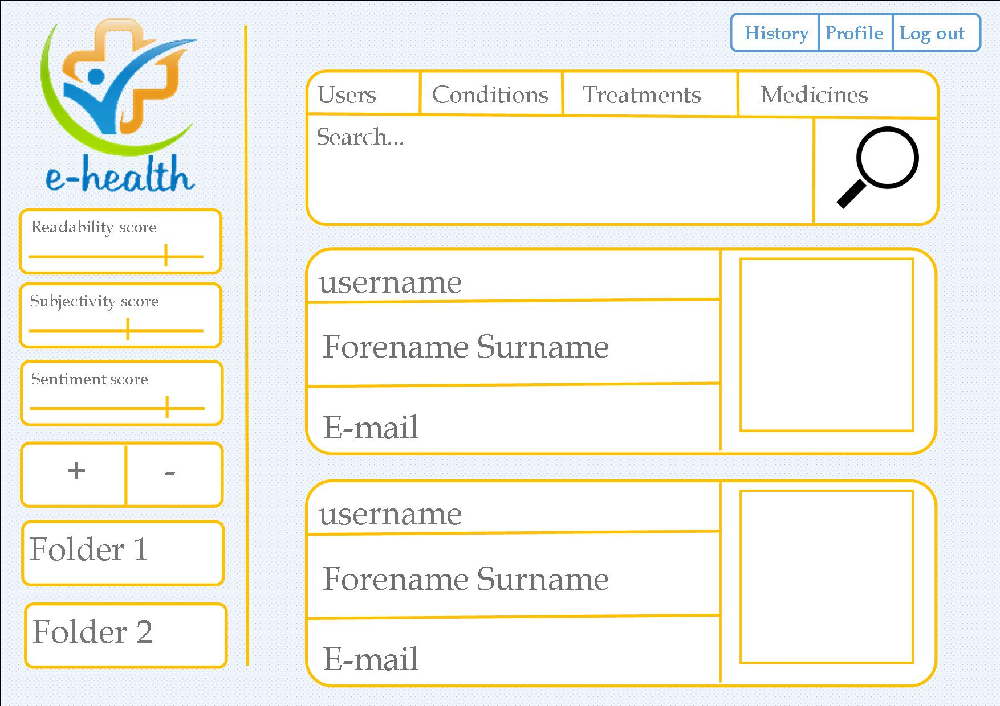 History Profile Log out
e-health
Users Conditions Treatments Medicines
Search...
Readability score
Subjectivity score
Sentiment score
+ -
Folder 1
Folder 2
username
Forename Surname
E-mail
username
Forename Surname
E-mail